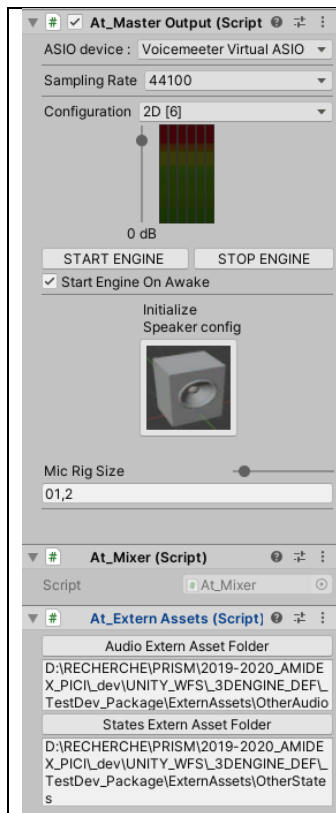 At_Master Output (Script
ASIO device : Voicemeeter Virtual ASIO
Sampling Rate 44100
Configuration 2D [6]
0 dB
START ENGINE STOP ENGINE
Start Engine On Awake
Initialize
Speaker config
Mic Rig Size
01,2
# At_Mixer (Script)
Script At_Mixer
# At_Extern Assets (Script)
Audio Extern Asset Folder
D:\RECHERCHE\PRISM\2019-2020_AMIDE
X_PICI\_dev\UNITY_WFS\_3DENGINE_DEF\_
TestDev_Package\ExternAssets\OtherAudio
States Extern Asset Folder
D:\RECHERCHE\PRISM\2019-2020_AMIDE
X_PICI\_dev\UNITY_WFS\_3DENGINE_DEF\_
TestDev_Package\ExternAssets\OtherState
s